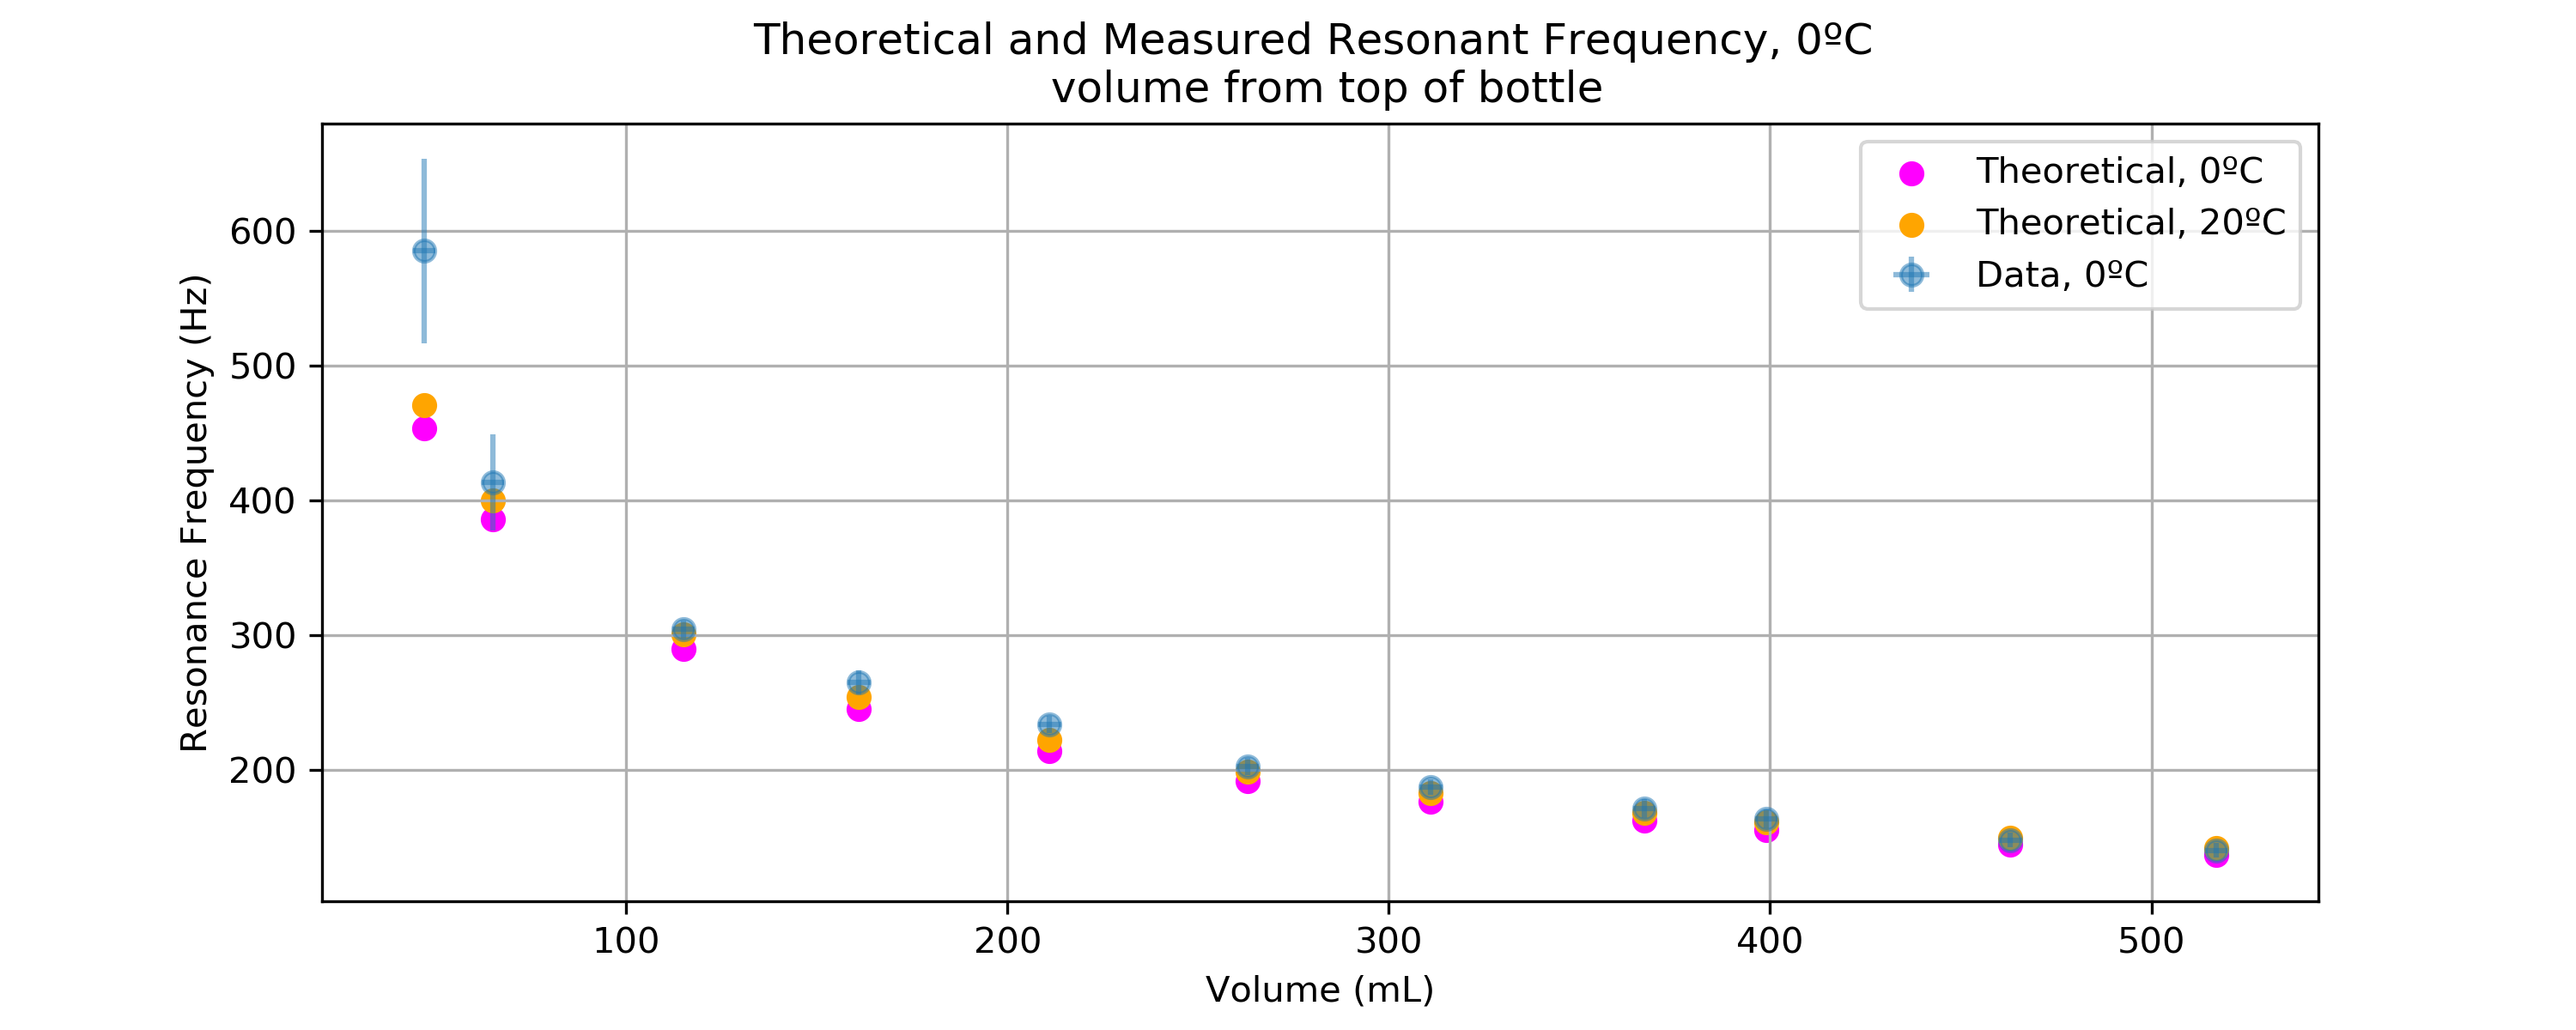 Theoretical and Measured Resonant Frequency, 0ºC
volume from top of bottle
Resonance Frequency (Hz)
600
500
400
300
200
Theoretical, 0ºC
Theoretical, 20ºC
Data, 0ºC
100
200
300
400
500
Volume (mL)